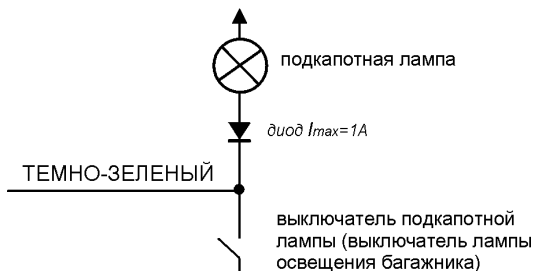 подкапотная лампа
диод Imax=1A
ТЕМНО-ЗЕЛЕНЫЙ
выключатель подкапотной
лампы (выключатель лампы
освещения багажника)